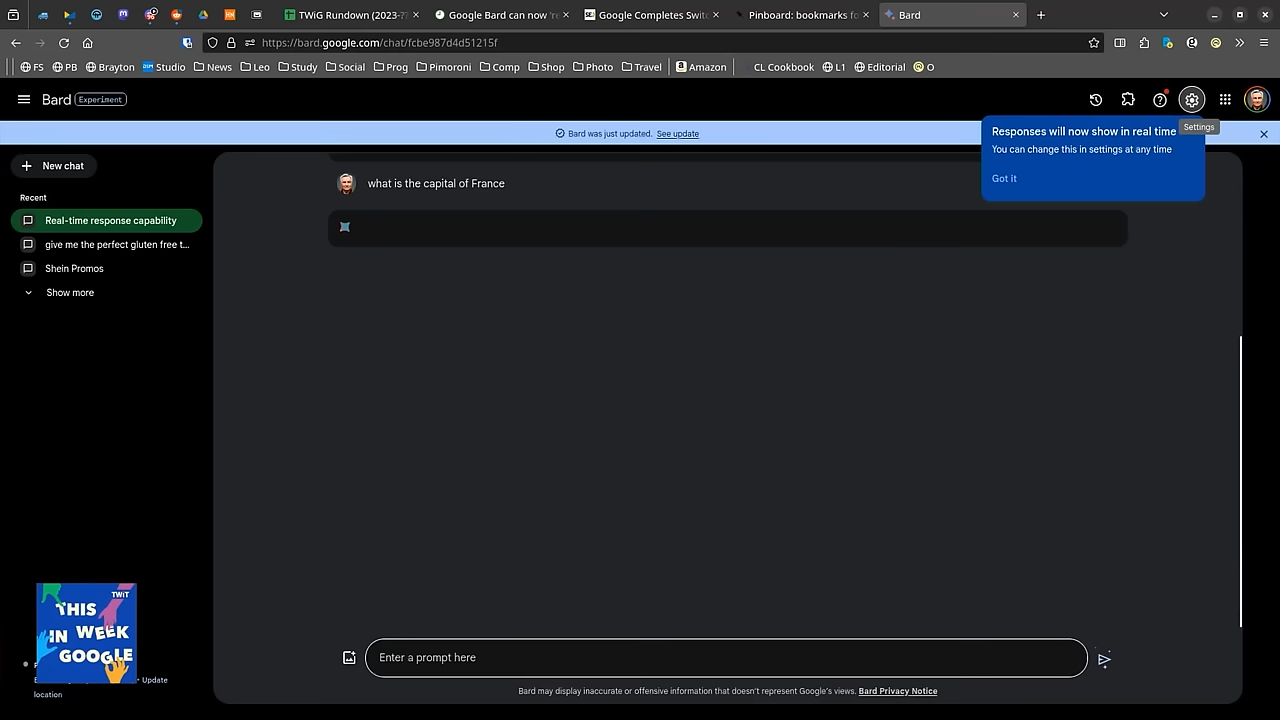 TWiG Rundown (2023-??
Google Bard can now 're
Google Completes Swit
Pinboard: bookmarks fo
Bard
https://bard.google.com/chat/fcbe987d4d51215f
FS
PB
Brayton
Studio
News
Leo
Study
Social
Prog
Pimoroni
Comp
Shop
Photo
Travel
Amazon
CL Cookbook
L1
Editorial
O
Bard
Experiment
Settings
Bard was just updated. See update
Responses will now show in real time
You can change this in settings at any time
Got it
New chat
Recent
Real-time response capability
give me the perfect gluten free t...
Shein Promos
Show more
what is the capital of France
TWiT
THIS
IN WEEK
GOOGLE
• Update
location
Enter a prompt here
Bard may display inaccurate or offensive information that doesn't represent Google's views. Bard Privacy Notice